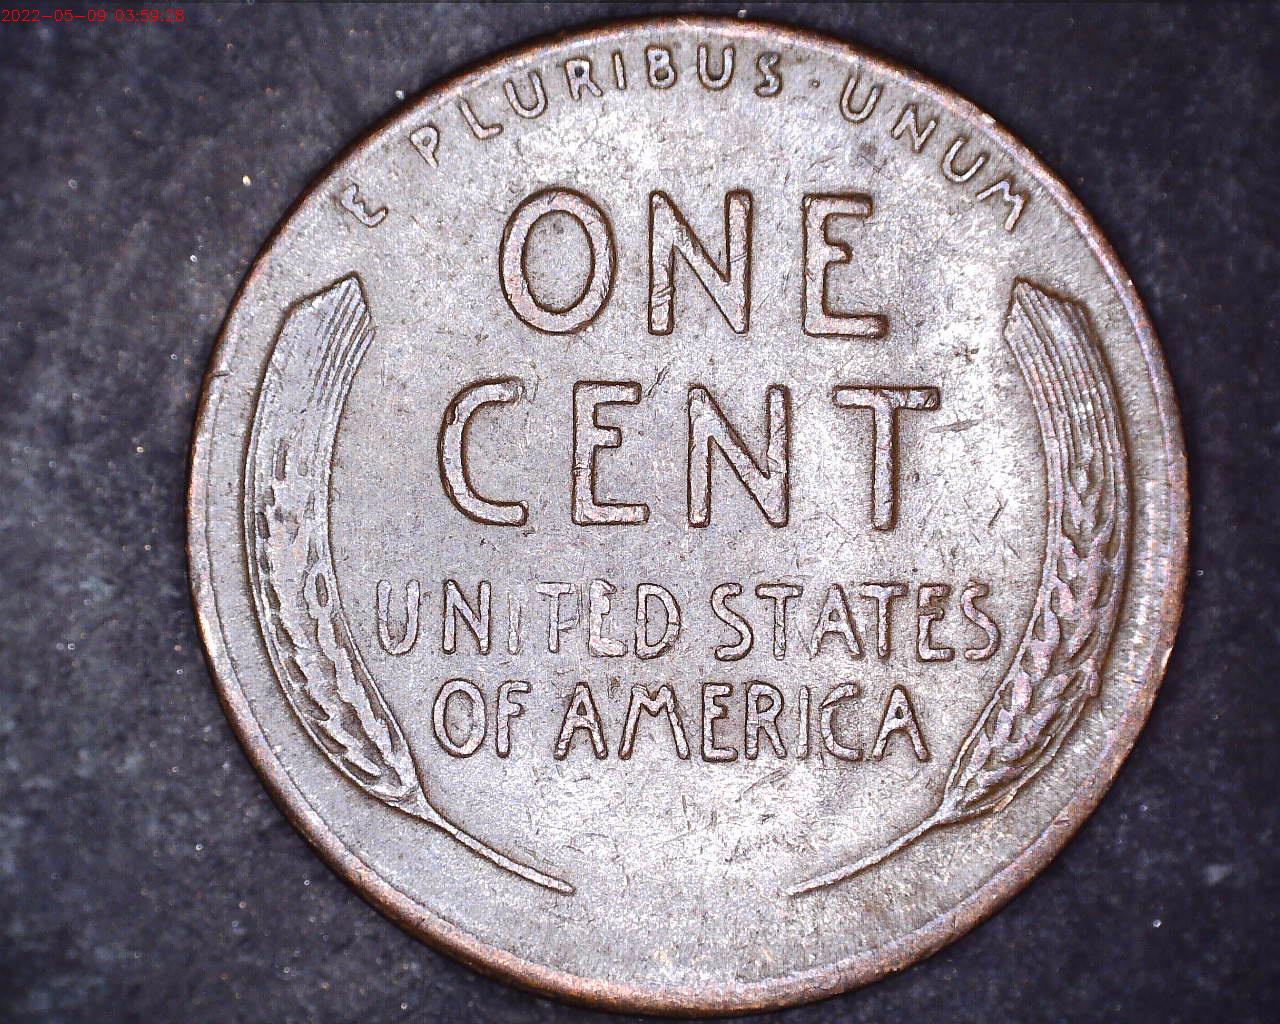 2022-05-09 03:59:28
E PLURIBUS · UNUM
ONE
CENT
UNITED STATES
OF AMERICA